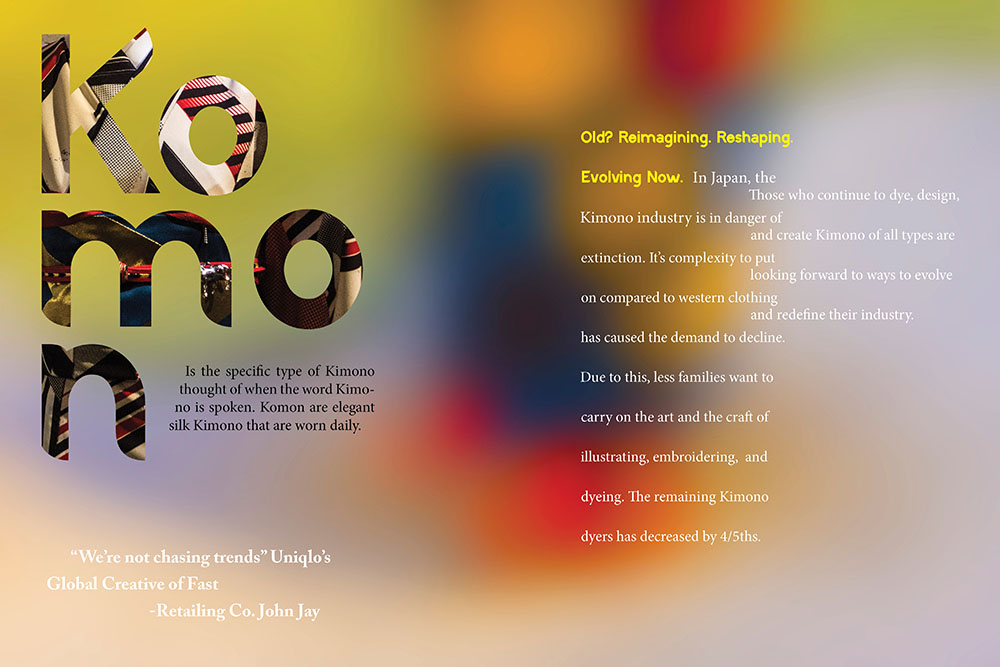 Ko
mo
n
Is the specific type of Kimono
thought of when the word Kimo-
no is spoken. Komon are elegant
silk Kimono that are worn daily.
“We’re not chasing trends” Uniqlo’s
Global Creative of Fast
-Retailing Co. John Jay
Old? Reimagining. Reshaping.
Evolving Now. In Japan, the
Kimono industry is in danger of
extinction. It’s complexity to put
on compared to western clothing
has caused the demand to decline.
Due to this, less families want to
carry on the art and the craft of
illustrating, embroidering, and
dyeing. The remaining Kimono
dyers has decreased by 4/5ths.
Those who continue to dye, design,
and create Kimono of all types are
looking forward to ways to evolve
and redefine their industry.